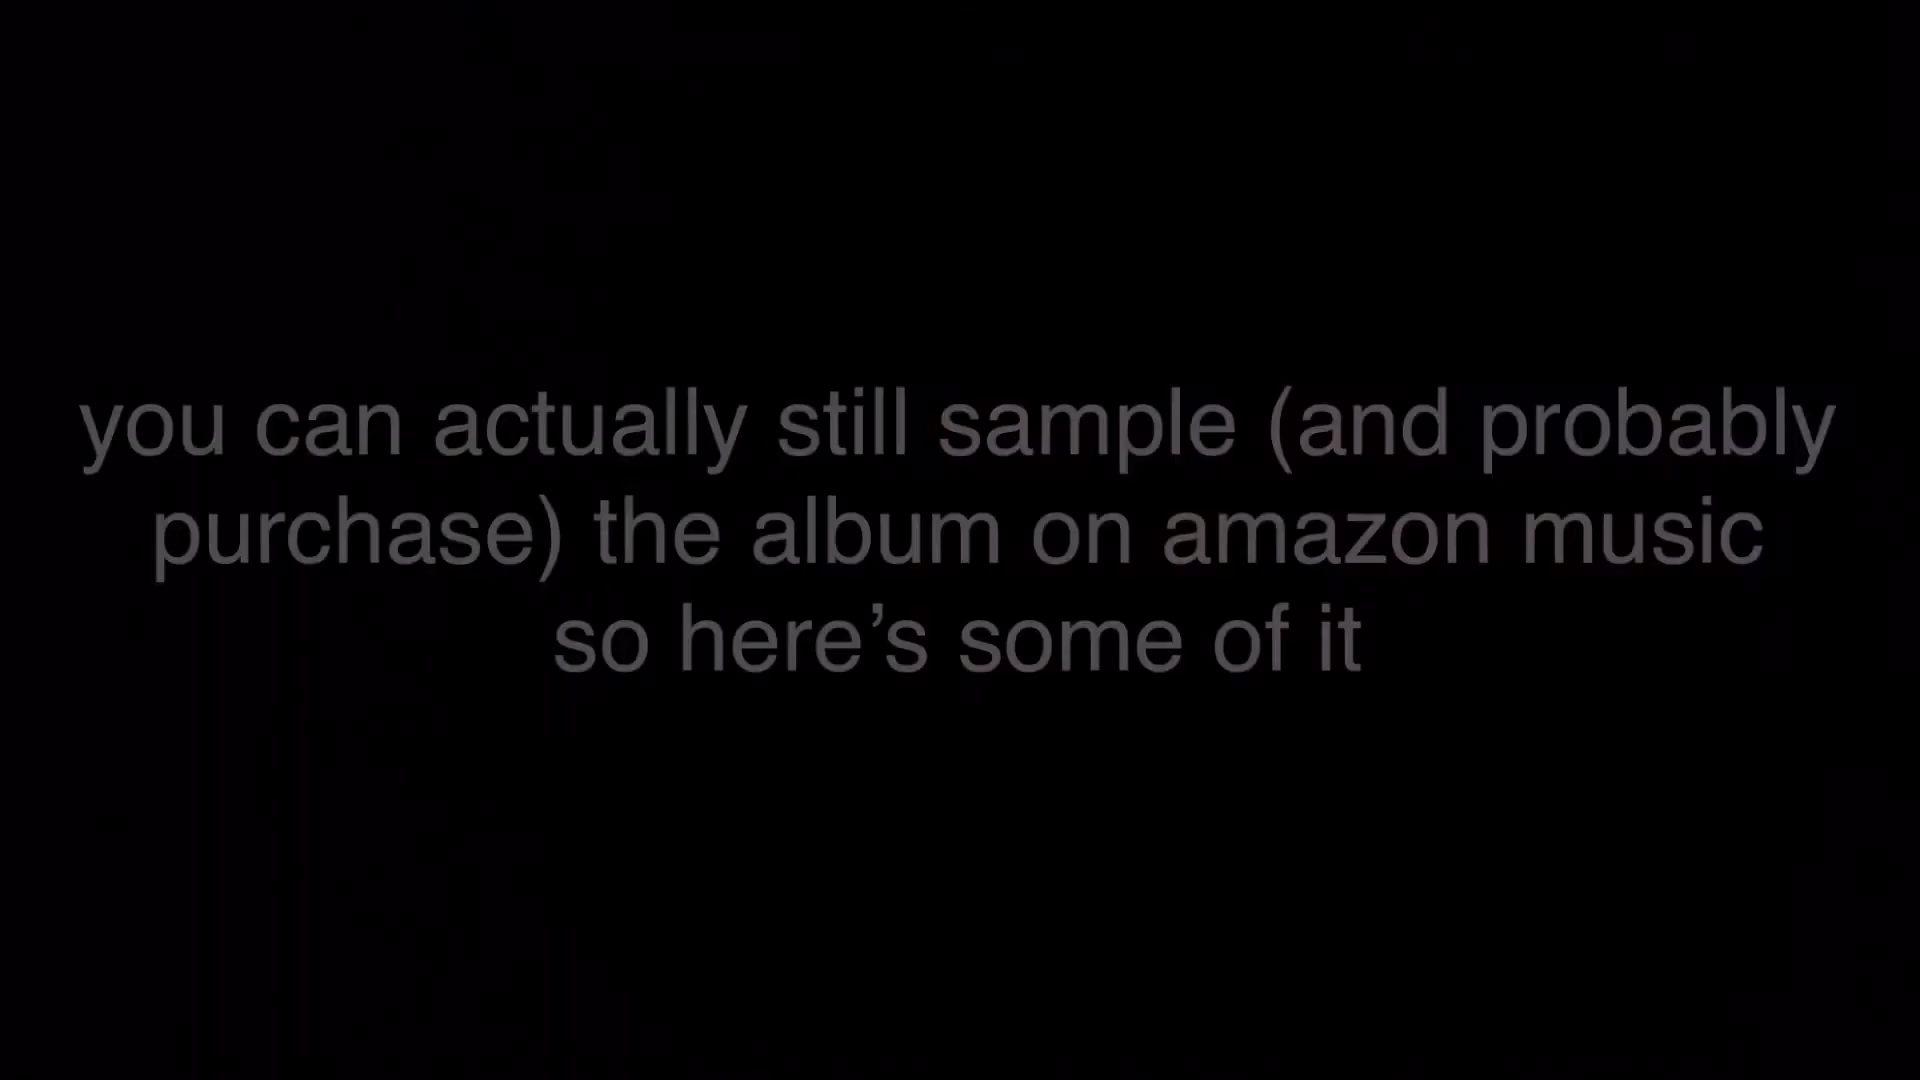 you can actually still sample (and probably
purchase) the album on amazon music
so here’s some of it